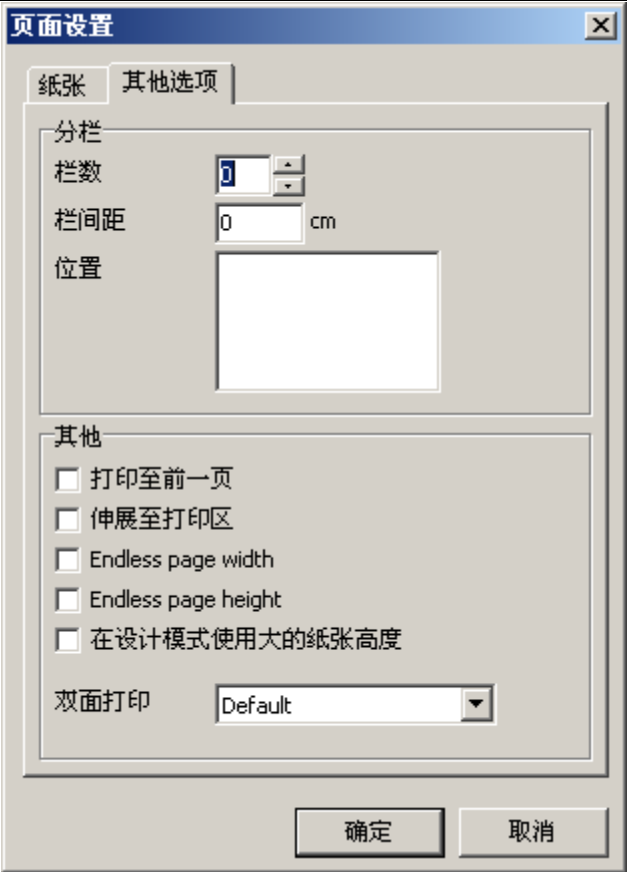 页面设置
纸张 其他选项
分栏
栏数 0
栏间距 0 cm
位置
其他
打印至前一页
伸展至打印区
Endless page width
Endless page height
在设计模式使用大的纸张高度
双面打印 Default
确定 取消